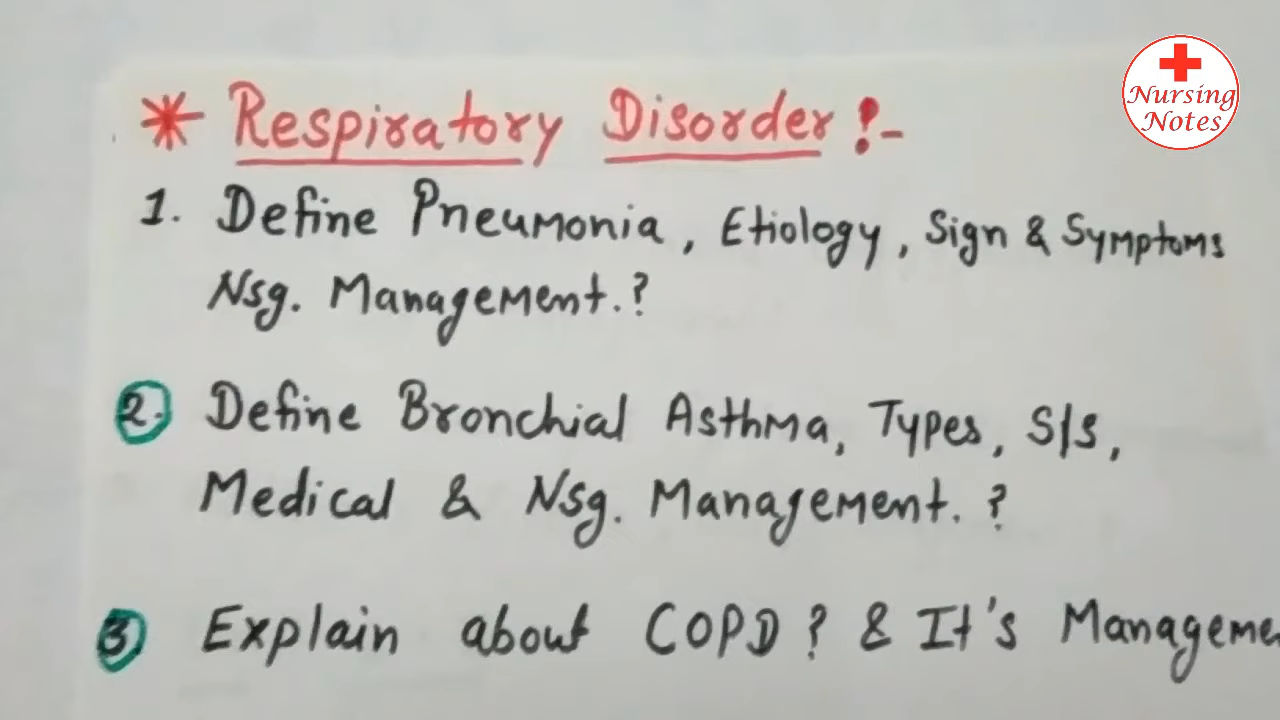 Nursing
Notes
* Respiratory Disorder :-
1. Define Pneumonia, Etiology, Sign & Symptoms
Nsg. Management.?
2. Define Bronchial Asthma, Types, S/S,
Medical & Nsg. Management. ?
3. Explain about COPD ? & It's Manageme